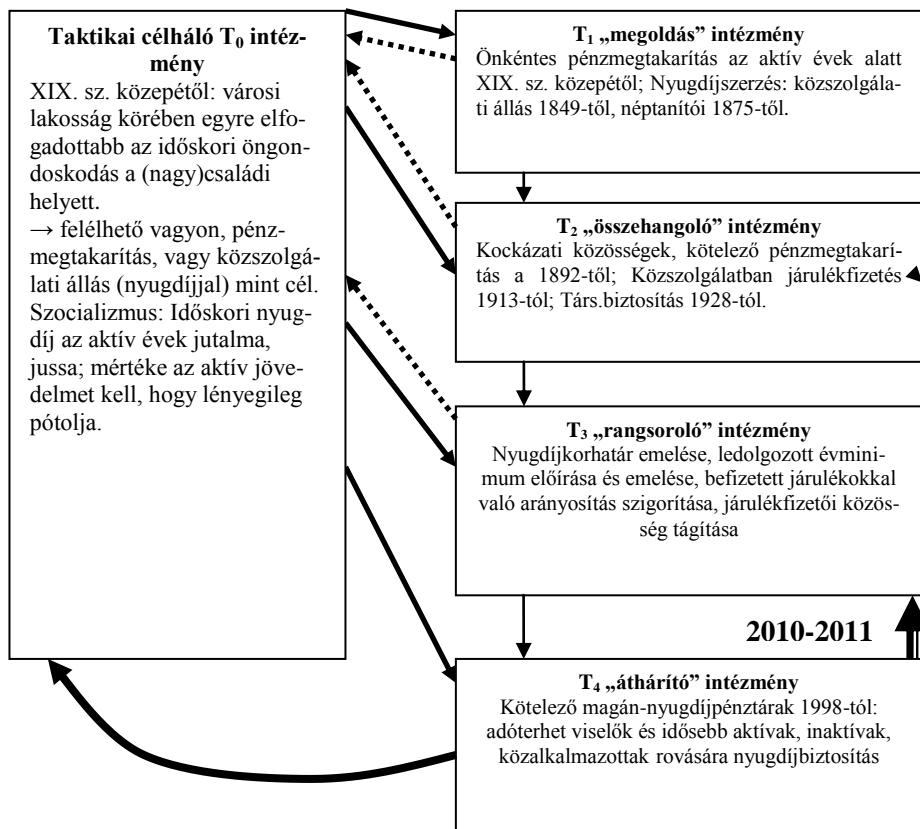 Taktikai célháló T₀ intéz-
mény
XIX. sz. közepétől: városi
lakosság körében egyre elfo-
gadottabb az időskori öngon-
doskodás a (nagy)családi
helyett.
→ felélhető vagyon, pénz-
megtakarítás, vagy közszolgá-
lati állás (nyugdíjjal) mint cél.
Szocializmus: Időskori nyug-
díj az aktív évek jutalma,
jussa; mértéke az aktív jöve-
delmet kell, hogy lényegileg
pótolja.
T₁ „megoldás” intézmény
Önkéntes pénzmegtakarítás az aktív évek alatt
XIX. sz. közepétől; Nyugdíjszerzés: közszolgála-
ti állás 1849-től, néptanítói 1875-től.
T₂ „összehangoló” intézmény
Kockázati közösségek, kötelező pénzmegtakarí-
tás a 1892-től; Közszolgálatban járulékfizetés
1913-tól; Társ.biztosítás 1928-tól.
T₃ „rangsoroló” intézmény
Nyugdíjkorhatár emelése, ledolgozott évmini-
mum előírása és emelése, befizetett járulékokkal
való arányosítás szigorítása, járulékfizetői közös-
ség tágítása
2010-2011
T₄ „áthárító” intézmény
Kötelező magán-nyugdíjpénztárak 1998-tól:
adóterhet viselők és idősebb aktívak, inaktívak,
közalkalmazottak rovására nyugdíjbiztosítás